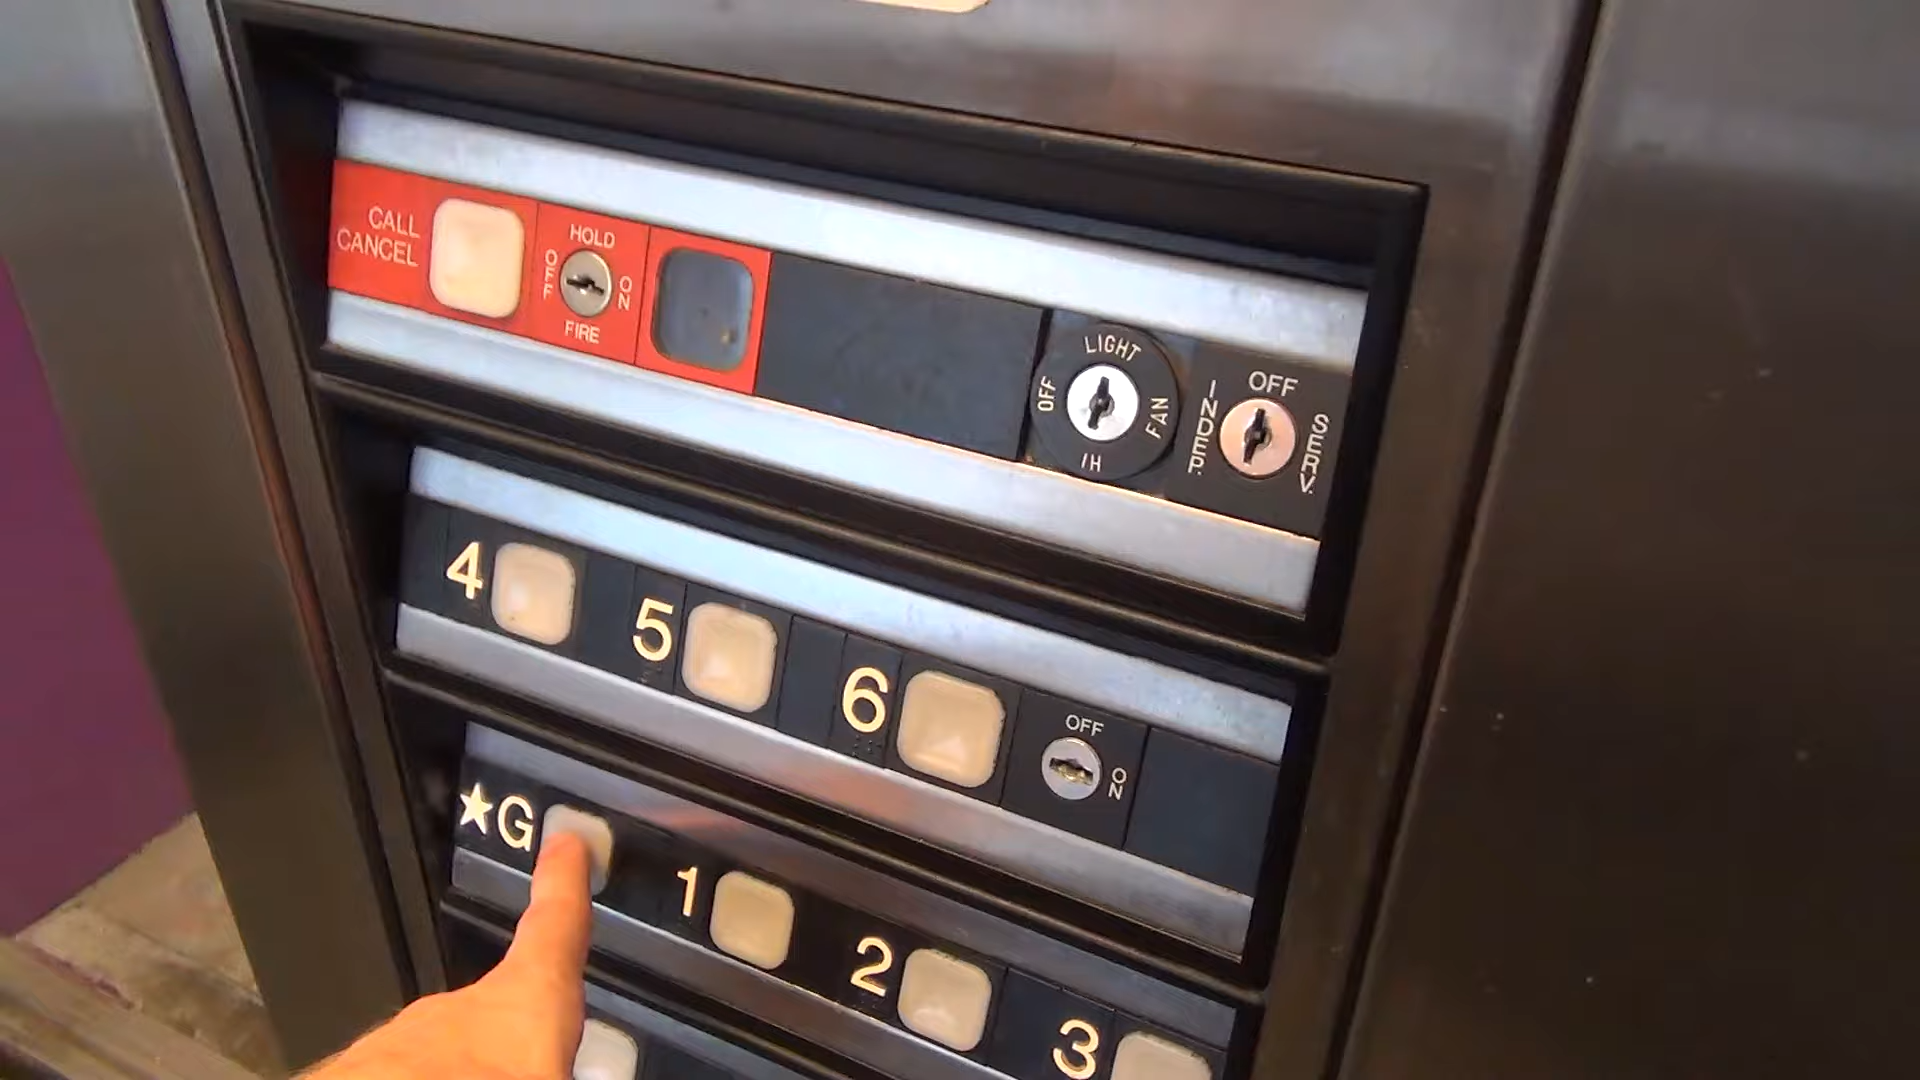 CALL
CANCEL
HOLD
OFF
ON
FIRE
LIGHT
OFF
FAN
HI
OFF
INDEP.
SERV.
4
5
6
OFF
ON
★G
1
2
3